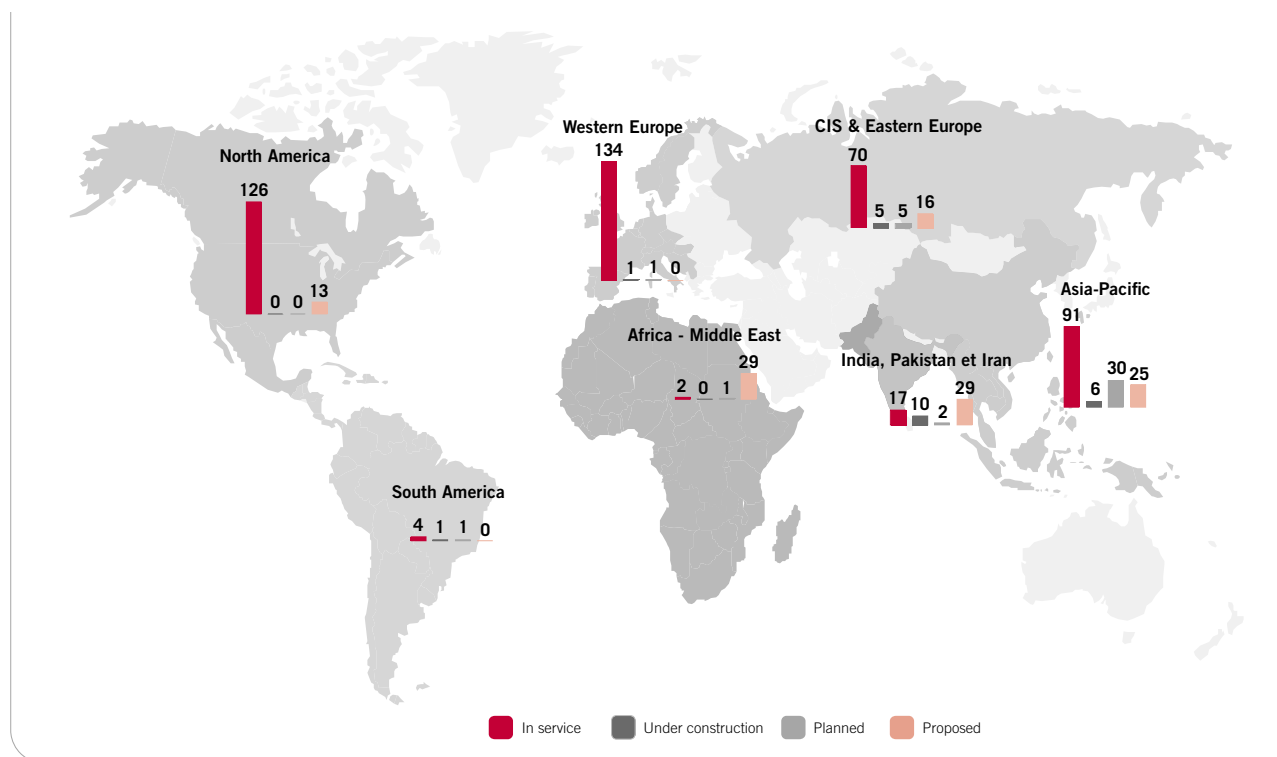 North America
126
0 0 13
Western Europe
134
1 1 0
CIS & Eastern Europe
70
5 5 16
Africa - Middle East
2 0 1 29
India, Pakistan et Iran
17 10 2 29
Asia-Pacific
91
6 30 25
South America
4 1 1 0
In service Under construction Planned Proposed